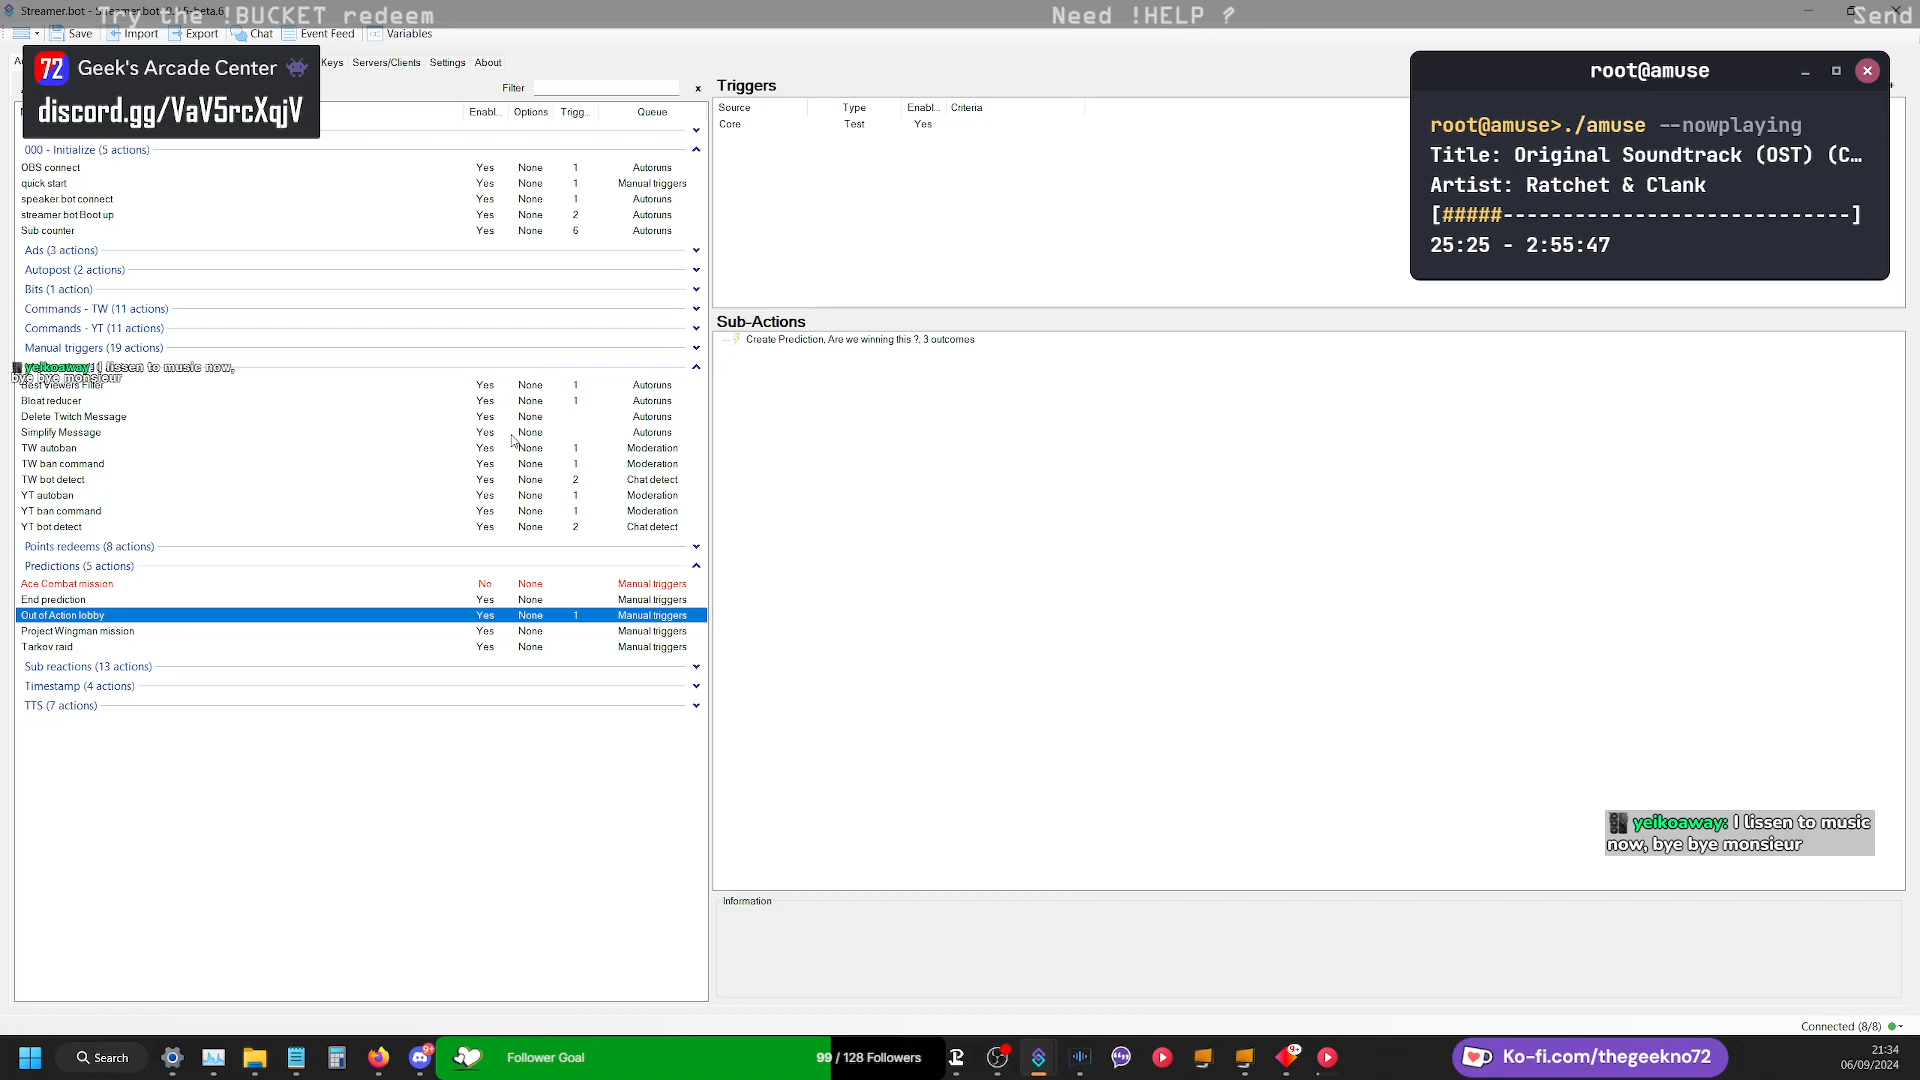 Streamer.bot - Streamer.bot
Try the !BUCKET redeem
Need !HELP ?
Send
Save
Import
Export
Chat
Event Feed
Variables
72 Geek's Arcade Center
discord.gg/VaV5rcXqjV
Keys
Servers/Clients
Settings
About
Filter
x
Enabl...
Options
Trigg...
Queue
000 - Initialize (5 actions)
OBS connect Yes None 1 Autoruns
quick start Yes None 1 Manual triggers
speaker.bot connect Yes None 1 Autoruns
streamer.bot Boot up Yes None 2 Autoruns
Sub counter Yes None 6 Autoruns
Ads (3 actions)
Autopost (2 actions)
Bits (1 action)
Commands - TW (11 actions)
Commands - YT (11 actions)
Manual triggers (19 actions)
yeikoaway: I lissen to music now,
bye bye monsieur
Best Viewers Filter Yes None 1 Autoruns
Bloat reducer Yes None 1 Autoruns
Delete Twitch Message Yes None Autoruns
Simplify Message Yes None Autoruns
TW autoban Yes None 1 Moderation
TW ban command Yes None 1 Moderation
TW bot detect Yes None 2 Chat detect
YT autoban Yes None 1 Moderation
YT ban command Yes None 1 Moderation
YT bot detect Yes None 2 Chat detect
Points redeems (8 actions)
Predictions (5 actions)
Ace Combat mission No None Manual triggers
End prediction Yes None Manual triggers
Out of Action lobby Yes None 1 Manual triggers
Project Wingman mission Yes None Manual triggers
Tarkov raid Yes None Manual triggers
Sub reactions (13 actions)
Timestamp (4 actions)
TTS (7 actions)
Triggers
Source Type Enabl... Criteria
Core Test Yes
Sub-Actions
Create Prediction, Are we winning this ?, 3 outcomes
root@amuse
root@amuse>./amuse --nowplaying
Title: Original Soundtrack (OST) (C…
Artist: Ratchet & Clank
[#####------------------------------]
25:25 - 2:55:47
yeikoaway: I lissen to music
now, bye bye monsieur
Information
Connected (8/8)
Search
9+
Follower Goal
99 / 128 Followers
9+
Ko-fi.com/thegeekno72
21:34
06/09/2024